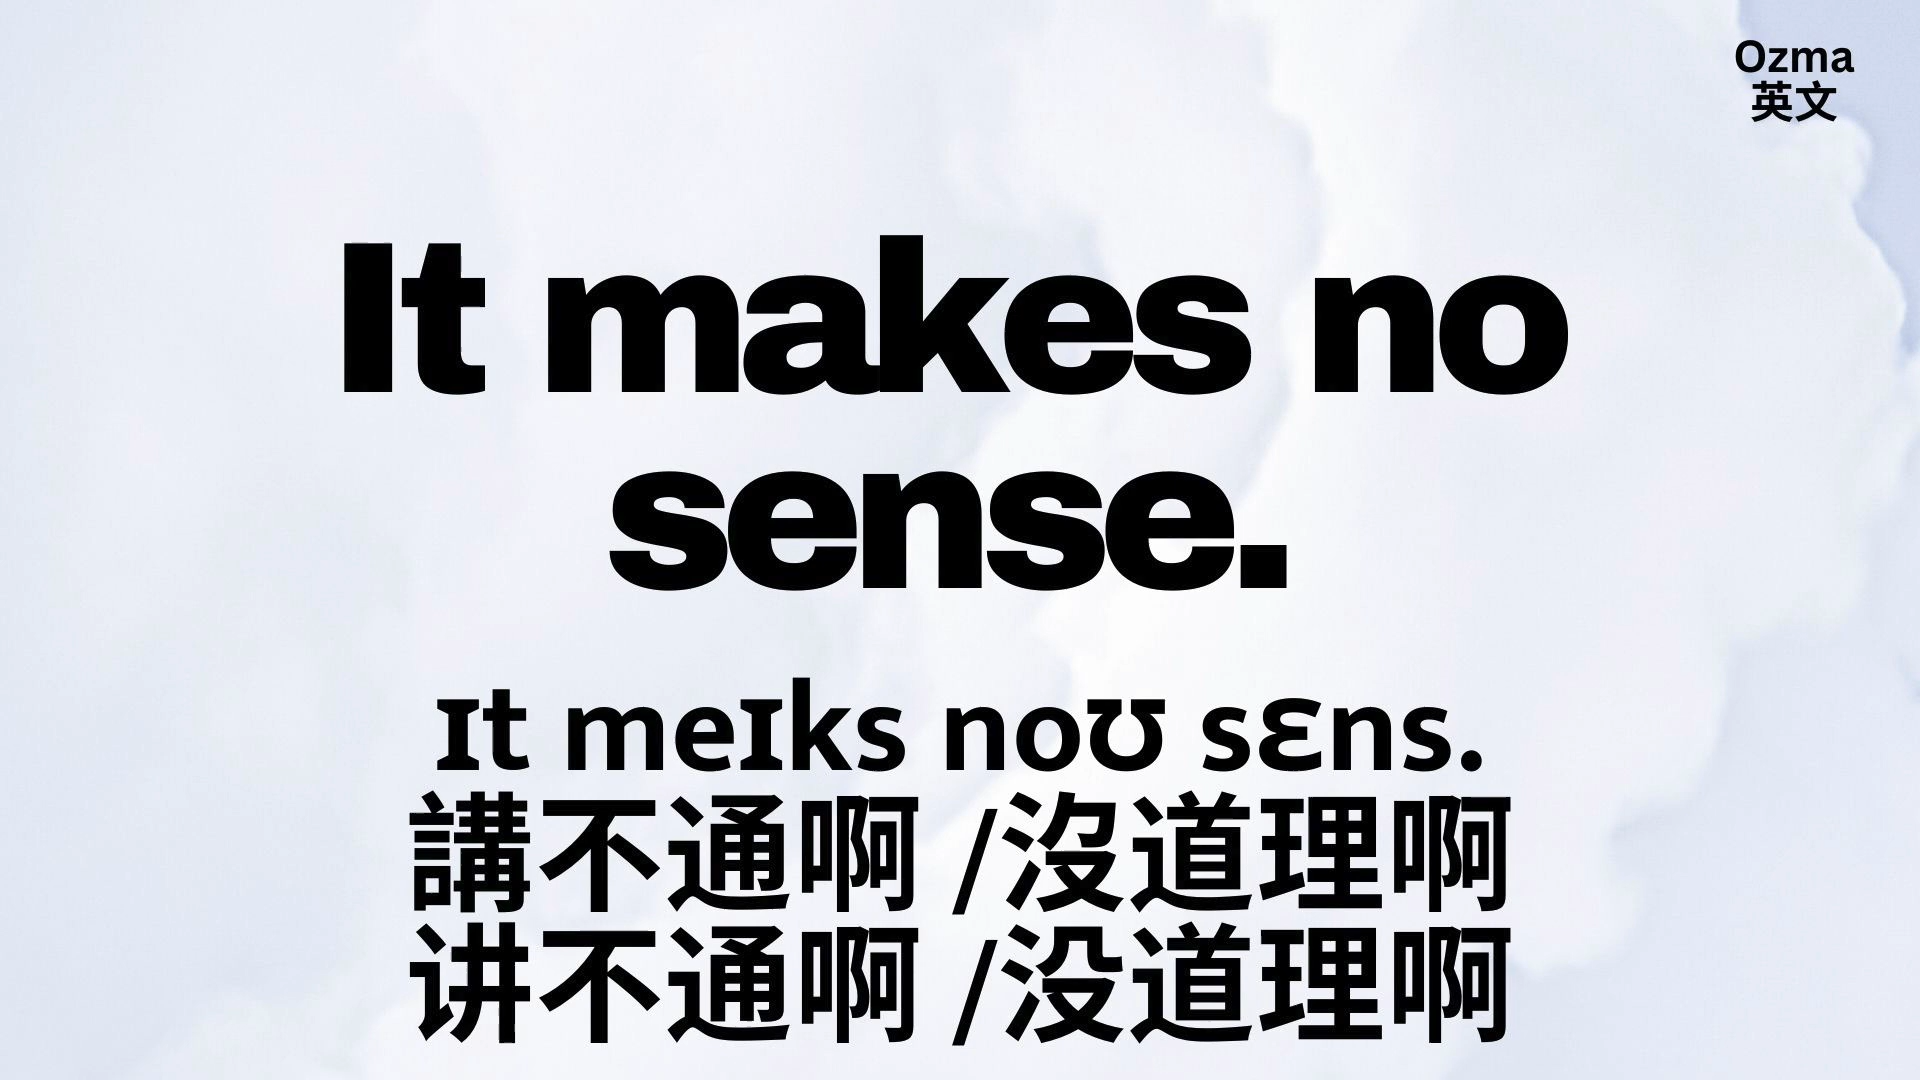 Ozma
英文
It makes no
sense.
ɪt meɪks noʊ sɛns.
講不通啊 /沒道理啊
讲不通啊 /没道理啊